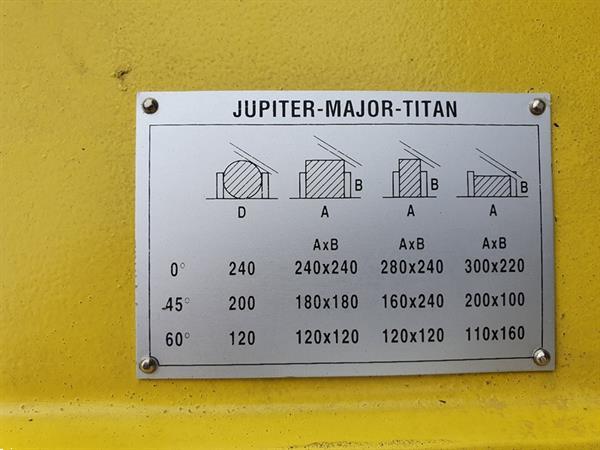 JUPITER-MAJOR-TITAN
B B B
D A A A
AxB AxB AxB
0° 240 240x240 280x240 300x220
45° 200 180x180 160x240 200x100
60° 120 120x120 120x120 110x160